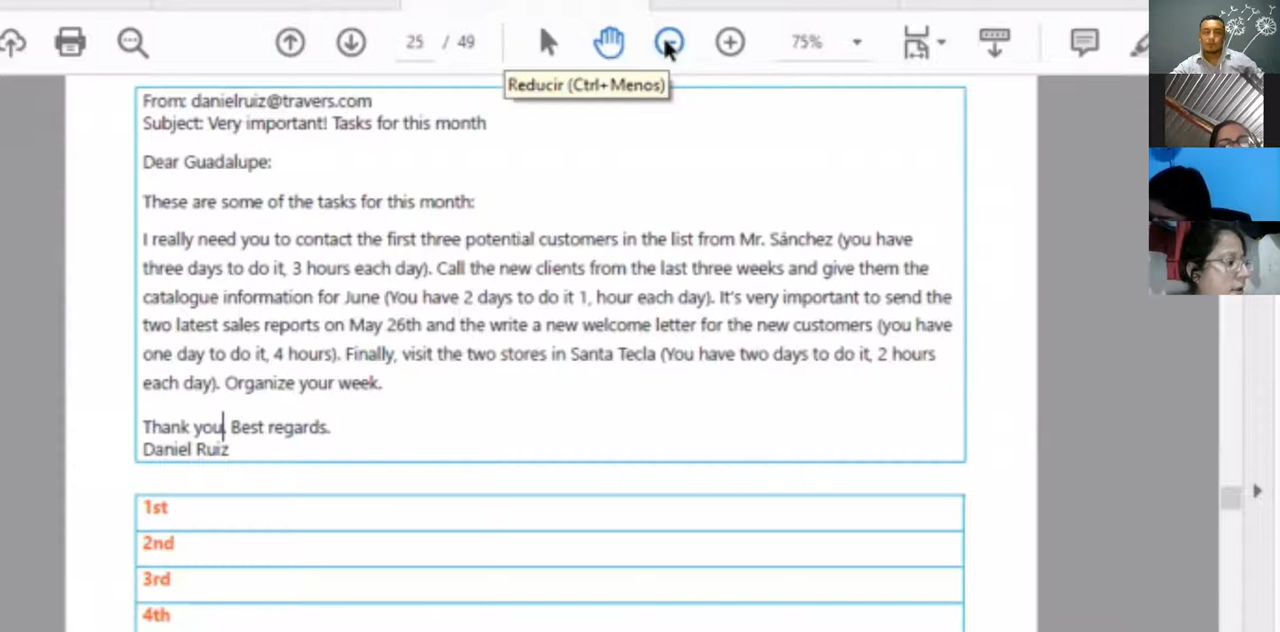 25 / 49
75%
Reducir (Ctrl+Menos)
From: danielruiz@travers.com
Subject: Very important! Tasks for this month
Dear Guadalupe:
These are some of the tasks for this month:
I really need you to contact the first three potential customers in the list from Mr. Sánchez (you have
three days to do it, 3 hours each day). Call the new clients from the last three weeks and give them the
catalogue information for June (You have 2 days to do it 1, hour each day). It's very important to send the
two latest sales reports on May 26th and the write a new welcome letter for the new customers (you have
one day to do it, 4 hours). Finally, visit the two stores in Santa Tecla (You have two days to do it, 2 hours
each day). Organize your week.
Thank you. Best regards.
Daniel Ruiz
1st
2nd
3rd
4th